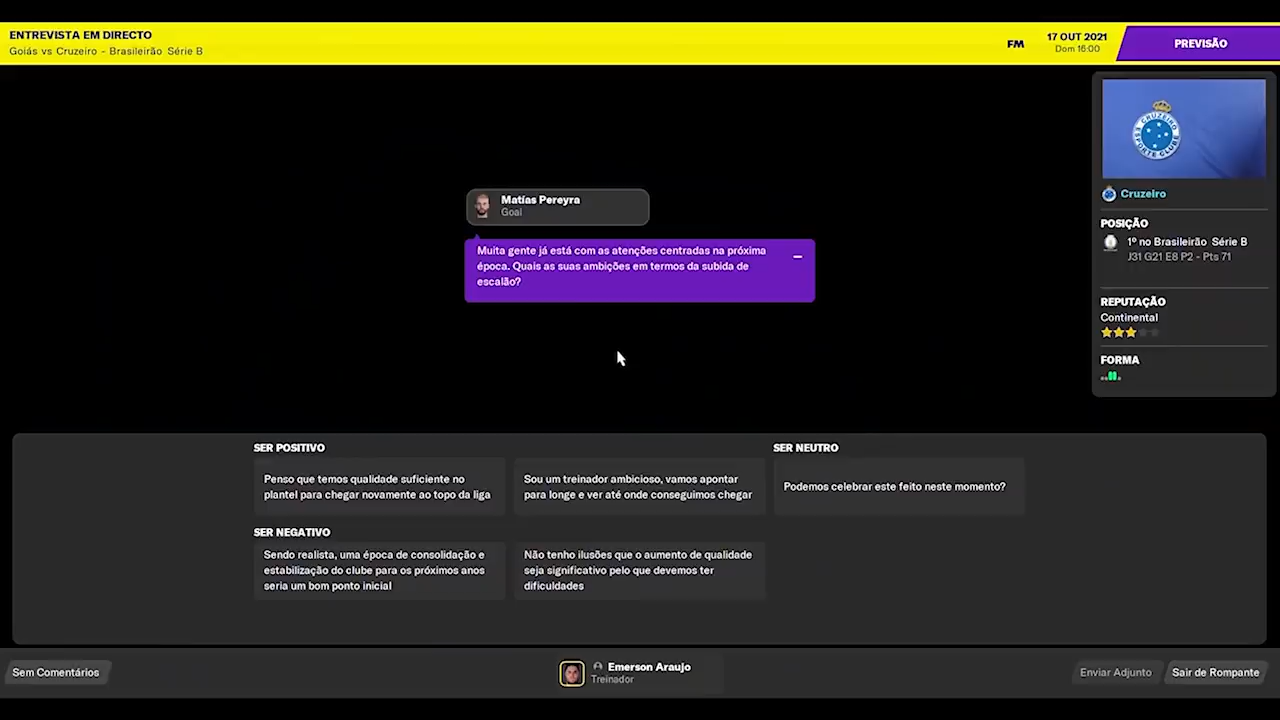 ENTREVISTA EM DIRECTO
Goiás vs Cruzeiro - Brasileirão Série B
FM
17 OUT 2021
Dom 16:00
PREVISÃO
CRUZEIRO
ESPORTE CLUBE
Cruzeiro
POSIÇÃO
1º no Brasileirão Série B
J31 G21 E8 P2 - Pts 71
REPUTAÇÃO
Continental
FORMA
Matías Pereyra
Goal
Muita gente já está com as atenções centradas na próxima
época. Quais as suas ambições em termos da subida de
escalão?
SER POSITIVO
Penso que temos qualidade suficiente no
plantel para chegar novamente ao topo da liga
Sou um treinador ambicioso, vamos apontar
para longe e ver até onde conseguimos chegar
SER NEUTRO
Podemos celebrar este feito neste momento?
SER NEGATIVO
Sendo realista, uma época de consolidação e
estabilização do clube para os próximos anos
seria um bom ponto inicial
Não tenho ilusões que o aumento de qualidade
seja significativo pelo que devemos ter
dificuldades
Sem Comentários
Emerson Araujo
Treinador
Enviar Adjunto
Sair de Rompante